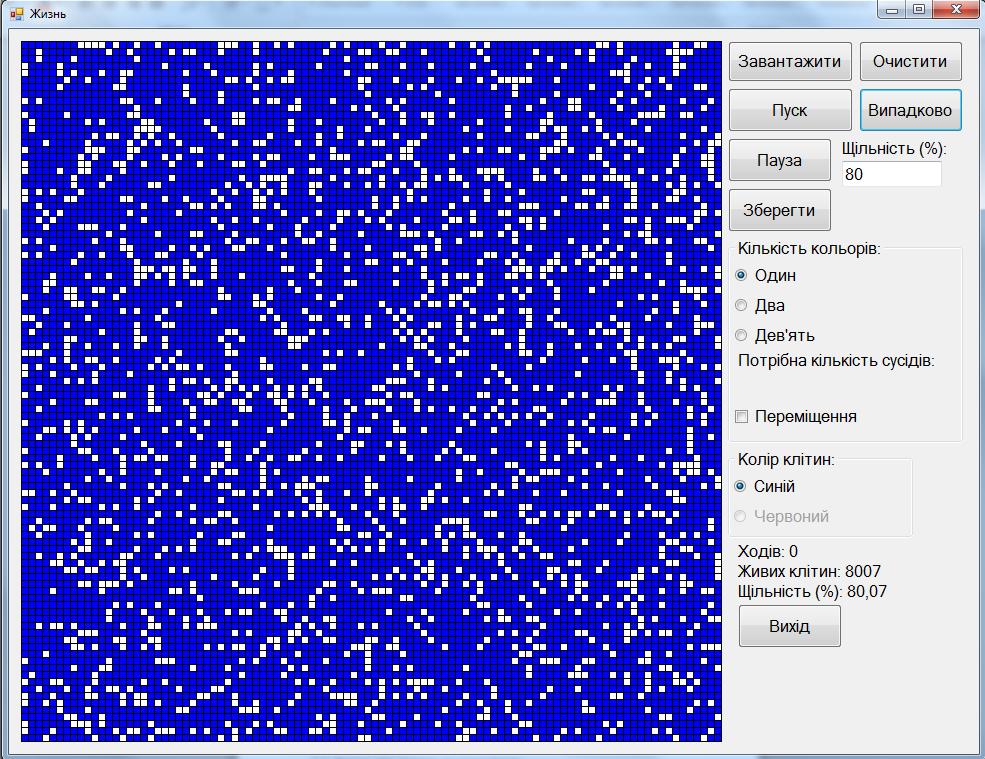 Жизнь
Завантажити Очистити
Пуск Випадково
Пауза Щільність (%):
80
Зберегти
Кількість кольорів:
Один
Два
Дев'ять
Потрібна кількість сусідів:
Переміщення
Колір клітин:
Синій
Червоний
Ходів: 0
Живих клітин: 8007
Щільність (%): 80,07
Вихід